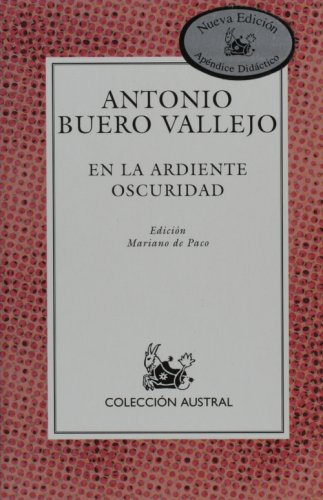 Nueva Edición
Apéndice Didáctico
ANTONIO
BUERO VALLEJO
EN LA ARDIENTE
OSCURIDAD
Edición
Mariano de Paco
COLECCIÓN AUSTRAL